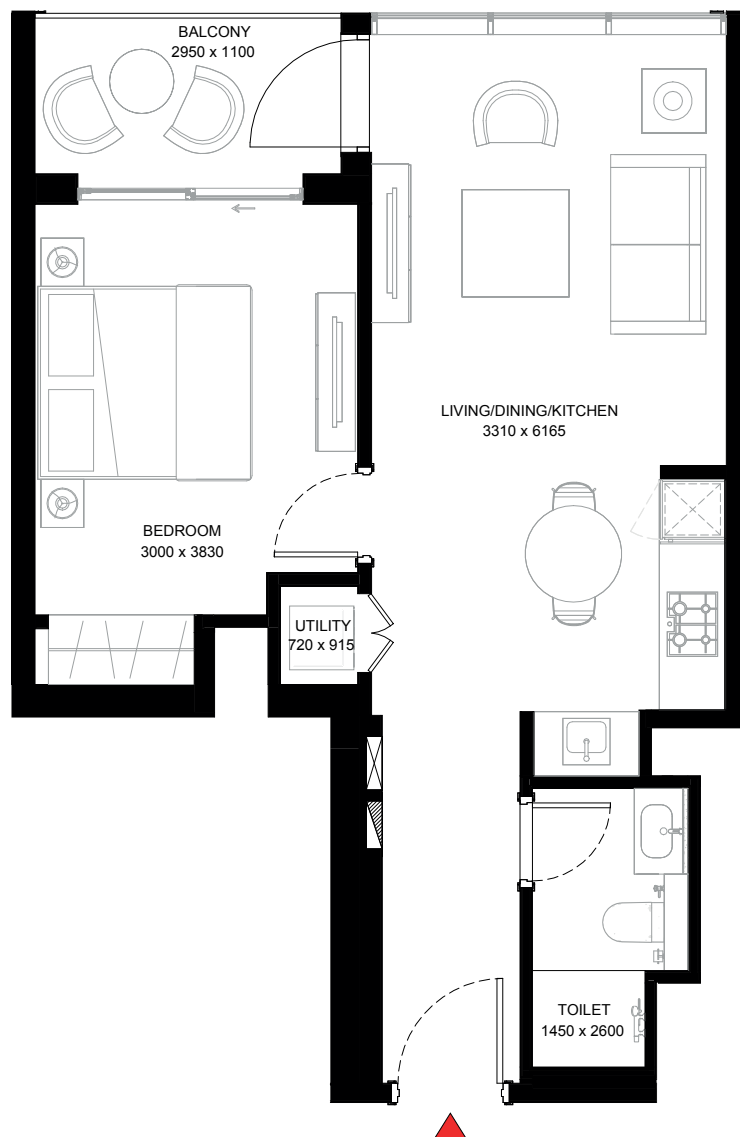 BALCONY
2950 x 1100
LIVING/DINING/KITCHEN
3310 x 6165
BEDROOM
3000 x 3830
UTILITY
720 x 915
TOILET
1450 x 2600